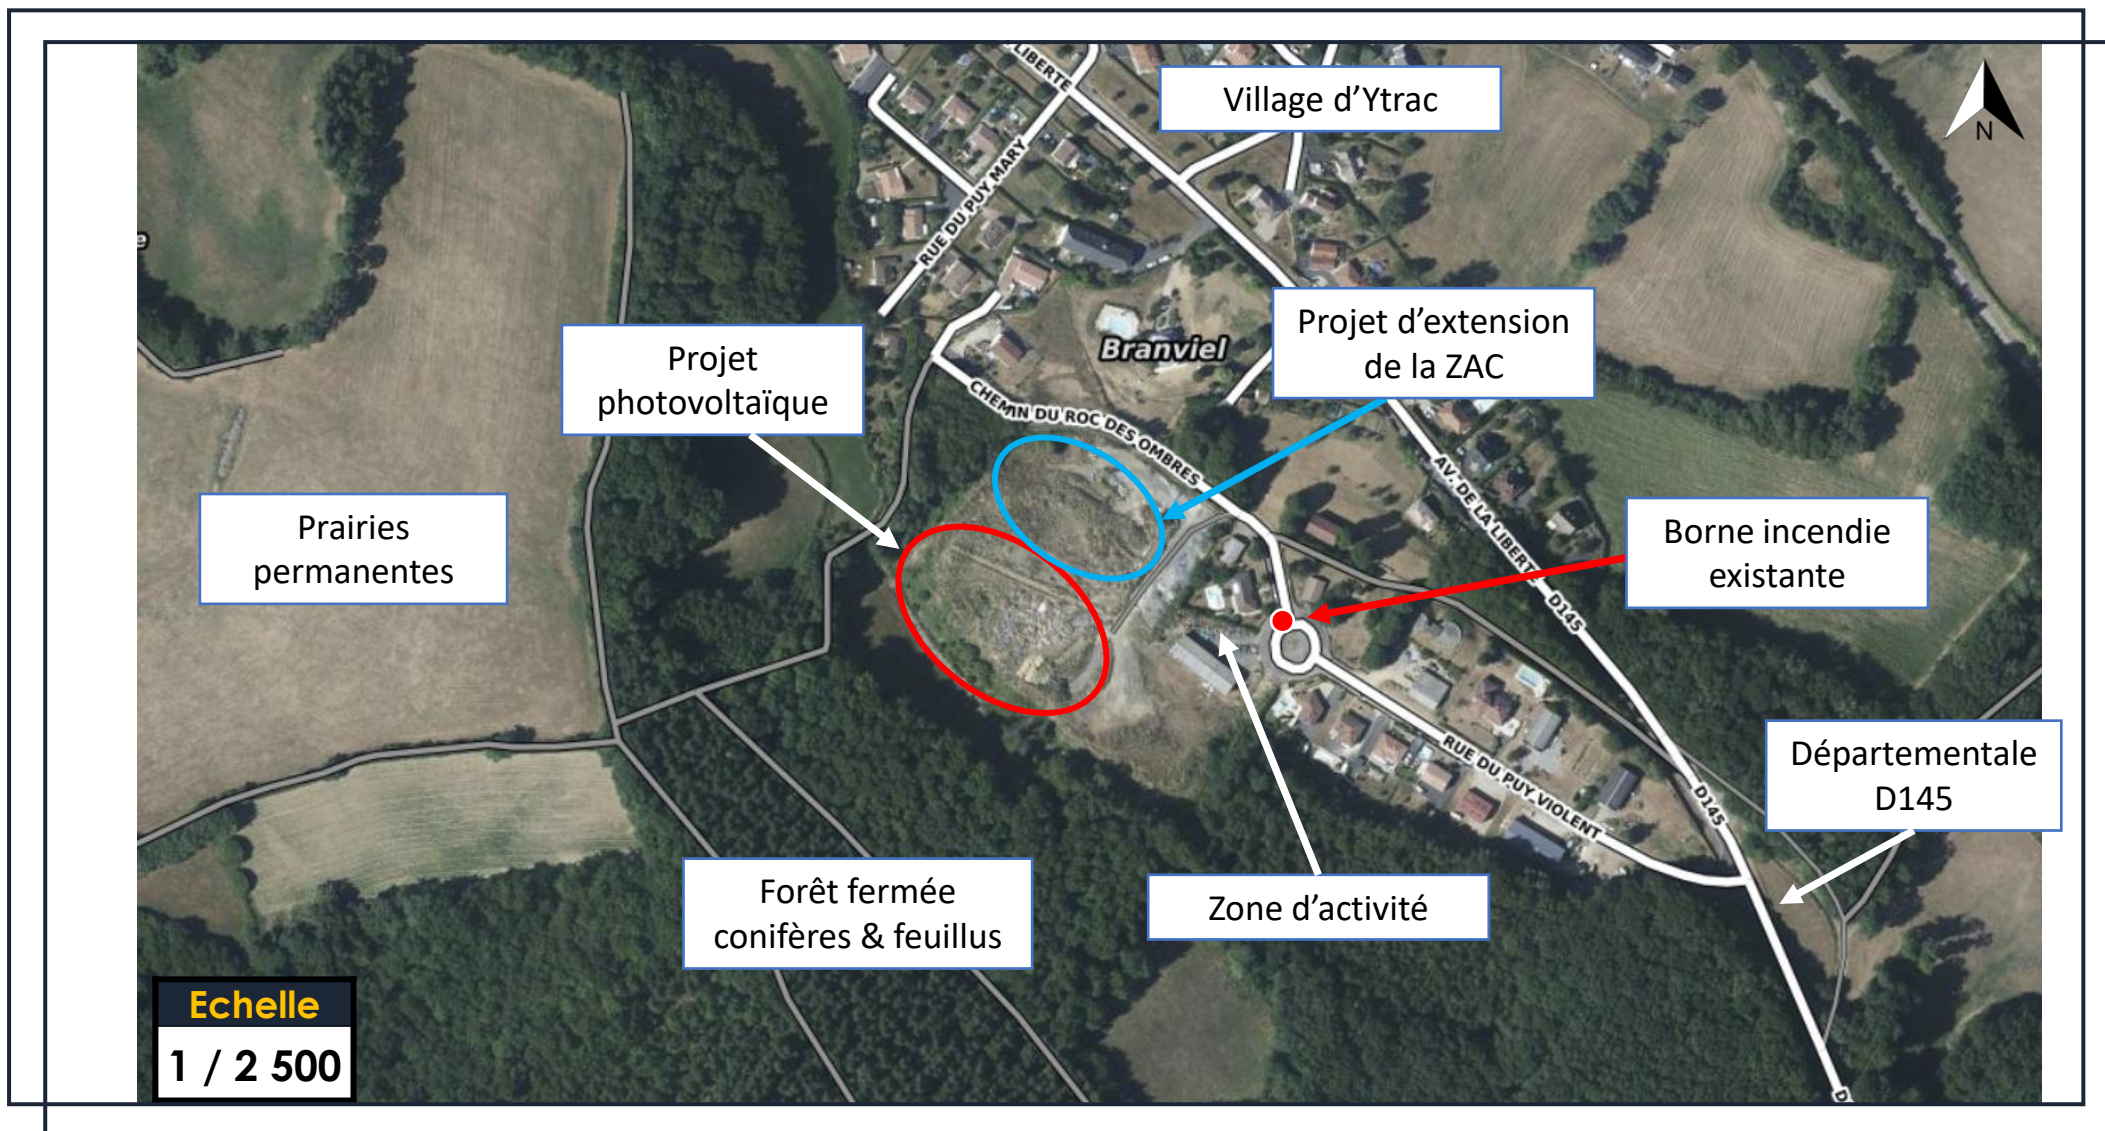 LIBERTE
Village d'Ytrac
N
RUE DU PUY MARY
e
Projet d'extension
de la ZAC
Projet
photovoltaïque
Branviel
CHEMIN DU ROC DES OMBRES
AV. DE LA LIBERTE
D145
Prairies
permanentes
Borne incendie
existante
RUE DU PUY VIOLENT
D145
Départementale
D145
Forêt fermée
conifères & feuillus
Zone d'activité
Echelle
1 / 2 500
D